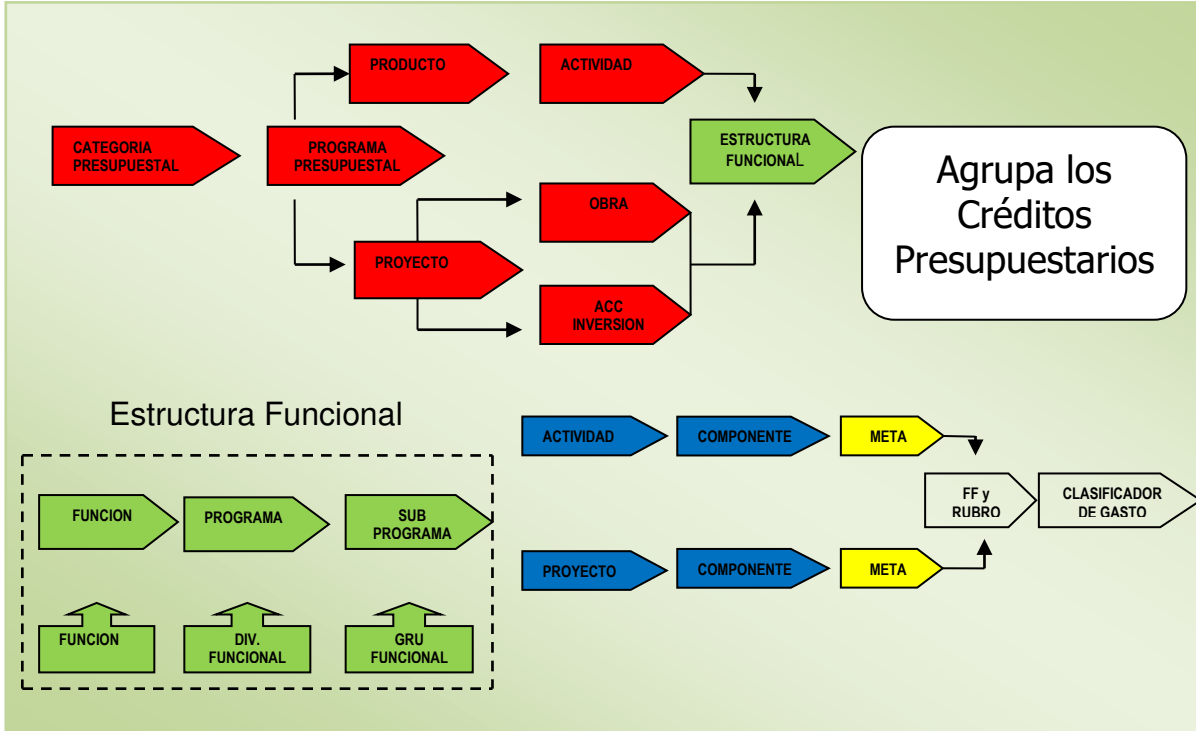 PRODUCTO
ACTIVIDAD
CATEGORIA
PRESUPUESTAL
PROGRAMA
PRESUPUESTAL
ESTRUCTURA
FUNCIONAL
Agrupa los
Créditos
Presupuestarios
OBRA
PROYECTO
ACC
INVERSION
Estructura Funcional
FUNCION
PROGRAMA
SUB
PROGRAMA
FUNCION
DIV.
FUNCIONAL
GRU
FUNCIONAL
ACTIVIDAD
COMPONENTE
META
FF y
RUBRO
CLASIFICADOR
DE GASTO
PROYECTO
COMPONENTE
META